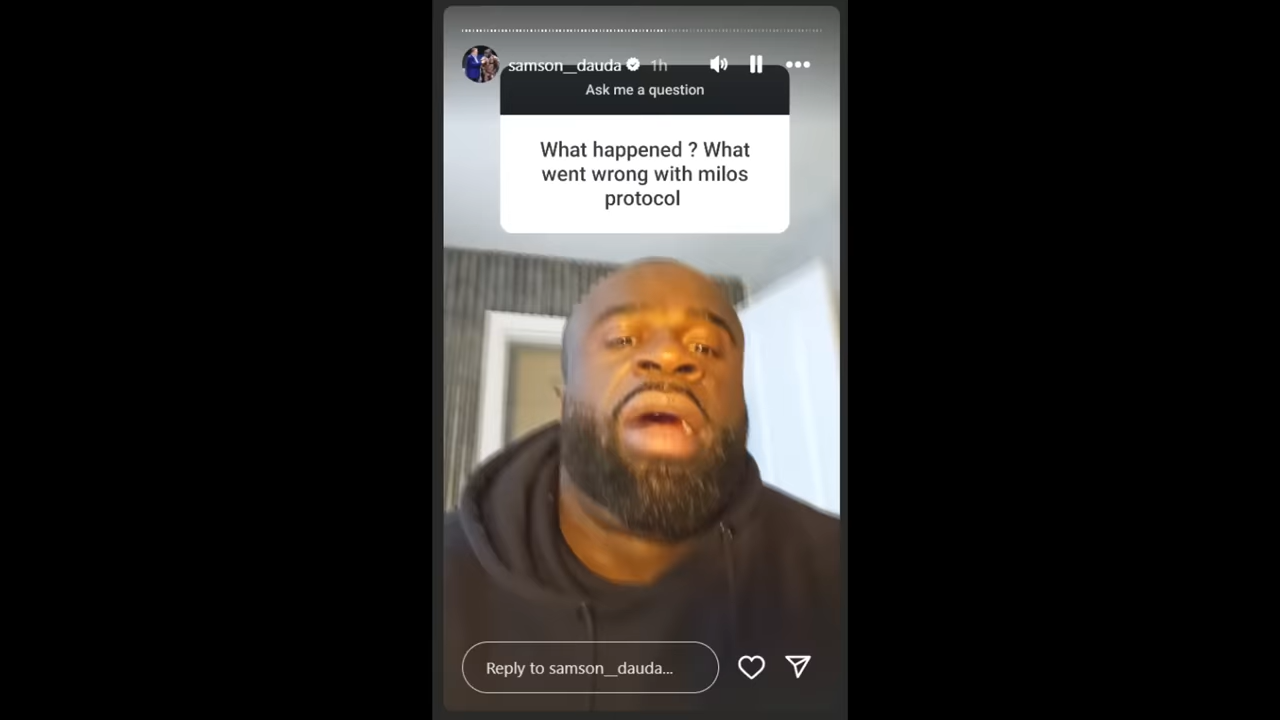 samson__dauda 1h
Ask me a question
What happened ? What
went wrong with milos
protocol
Reply to samson__dauda...